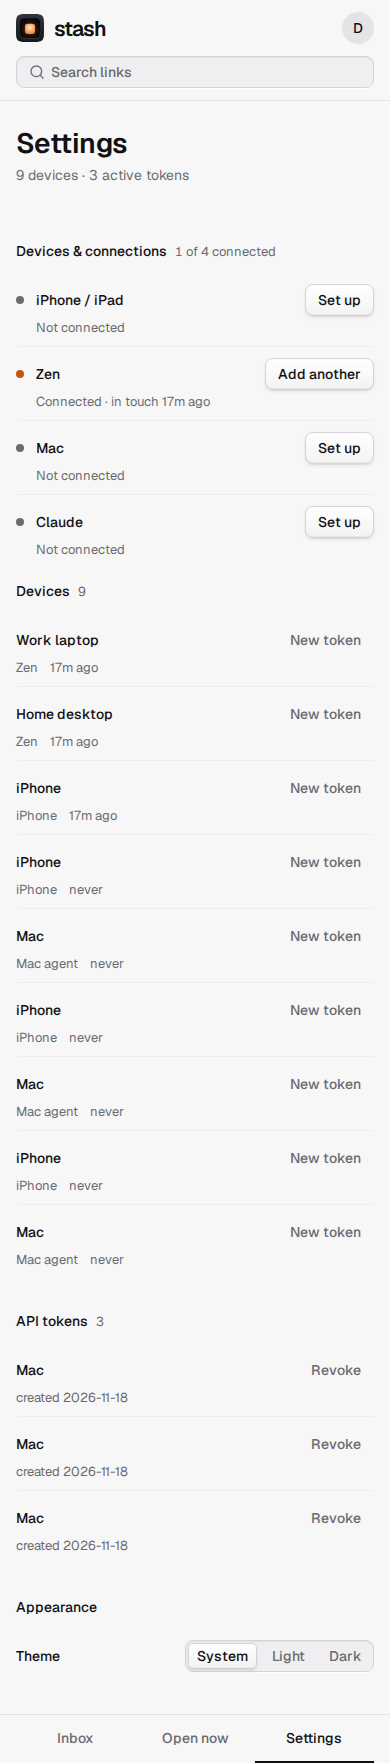 stash
D
Search links
Settings
9 devices · 3 active tokens
Devices & connections 1 of 4 connected
iPhone / iPad
Set up
Not connected
Zen
Add another
Connected · in touch 17m ago
Mac
Set up
Not connected
Claude
Set up
Not connected
Devices 9
Work laptop
New token
Zen 17m ago
Home desktop
New token
Zen 17m ago
iPhone
New token
iPhone 17m ago
iPhone
New token
iPhone never
Mac
New token
Mac agent never
iPhone
New token
iPhone never
Mac
New token
Mac agent never
iPhone
New token
iPhone never
Mac
New token
Mac agent never
API tokens 3
Mac
Revoke
created 2026-11-18
Mac
Revoke
created 2026-11-18
Mac
Revoke
created 2026-11-18
Appearance
Theme
System Light Dark
Inbox Open now Settings